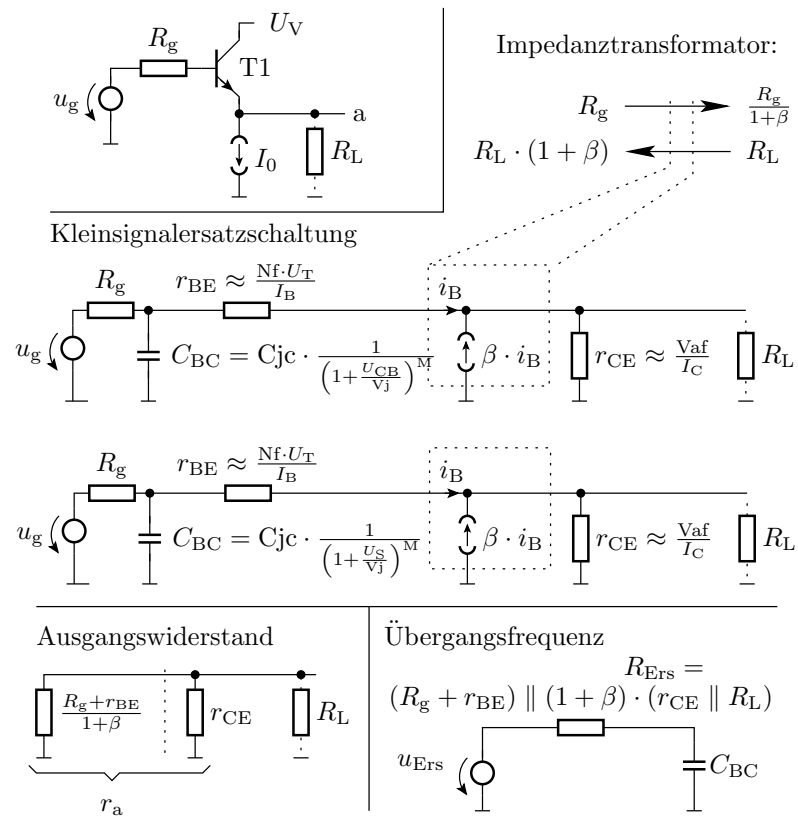 U_V
R_g
T1
u_g
a
I_0
R_L
Impedanztransformator:
R_g
R_g/(1+β)
R_L · (1 + β)
R_L
Kleinsignalersatzschaltung
R_g
r_BE ≈ Nf·U_T/I_B
i_B
u_g
C_BC = Cjc · 1/(1+U_CB/Vj)^M
β · i_B
r_CE ≈ Vaf/I_C
R_L
R_g
r_BE ≈ Nf·U_T/I_B
i_B
u_g
C_BC = Cjc · 1/(1+U_S/Vj)^M
β · i_B
r_CE ≈ Vaf/I_C
R_L
Ausgangswiderstand
(R_g+r_BE)/(1+β)
r_CE
R_L
r_a
Übergangsfrequenz
R_Ers =
(R_g + r_BE) ∥ (1 + β) · (r_CE ∥ R_L)
u_Ers
C_BC